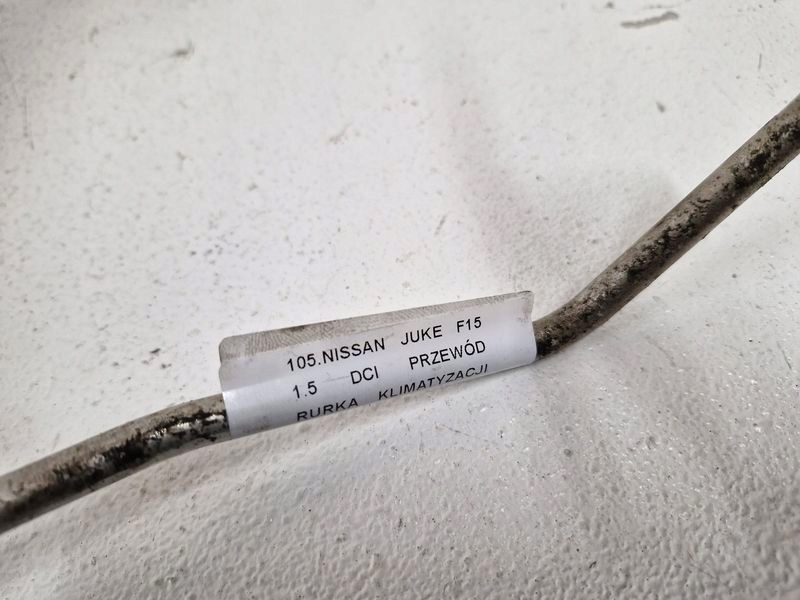 105.NISSAN JUKE F15
1.5 DCI PRZEWÓD
RURKA KLIMATYZACJI